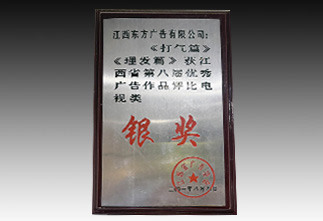 江西东方广告有限公司：
《打气篇》
《理发篇》获江
西省第八届优秀
广告作品评比电
视类
银奖